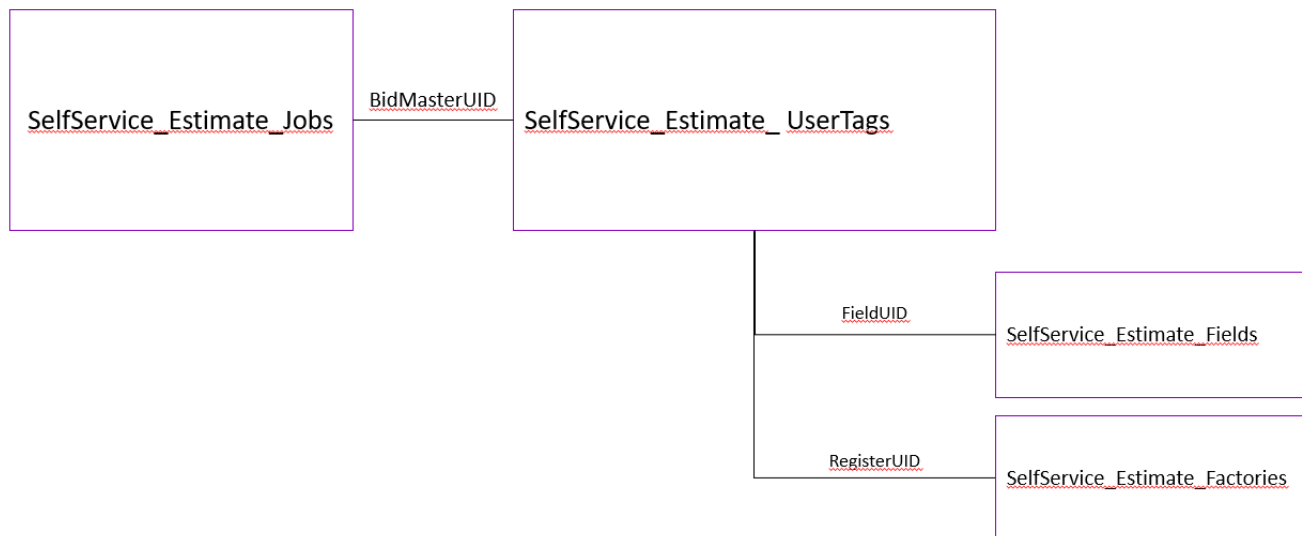 BidMasterUID
SelfService_Estimate_Jobs
SelfService_Estimate_ UserTags
FieldUID
SelfService_Estimate_Fields
RegisterUID
SelfService_Estimate_Factories